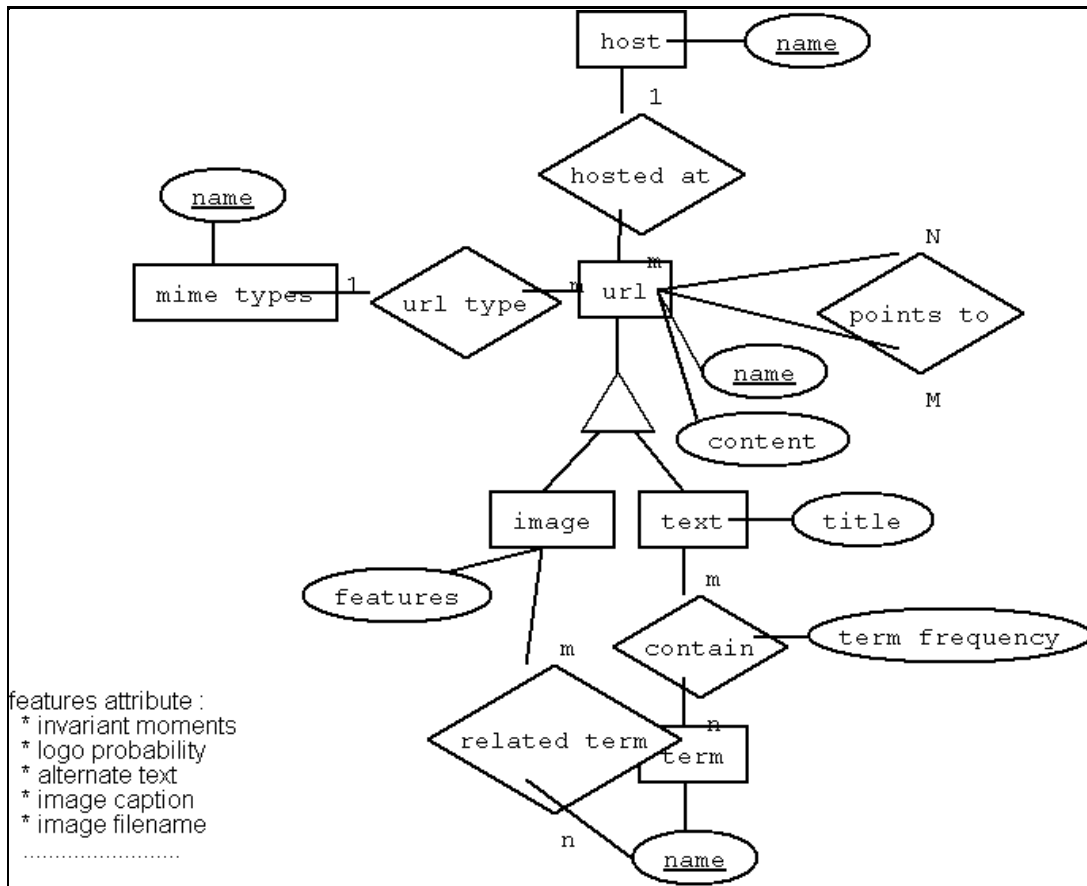 host
name
1
hosted at
name
N
mime types
1
url type
m
url
m
points to
name
M
content
image
text
title
features
m
term frequency
contain
m
related term
n
term
n
name
features attribute :
* invariant moments
* logo probability
* alternate text
* image caption
* image filename
.........................